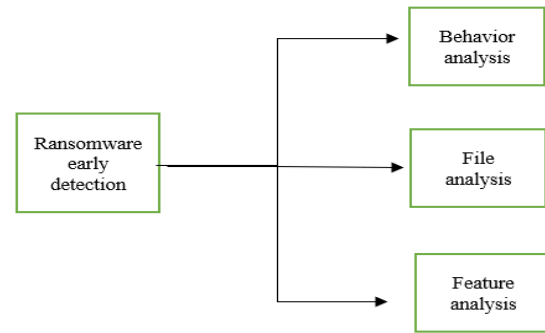 Behavior
analysis
Ransomware
early
detection
File
analysis
Feature
analysis